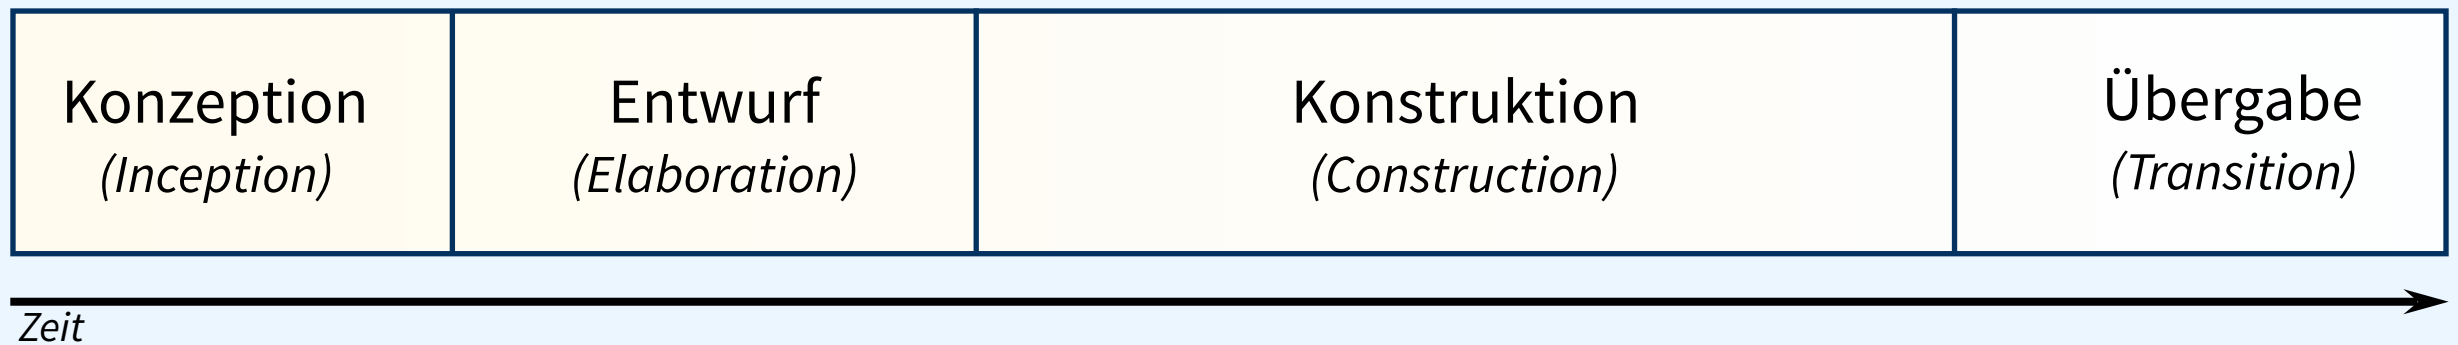 Konzeption
(Inception)
Entwurf
(Elaboration)
Konstruktion
(Construction)
Übergabe
(Transition)
Zeit